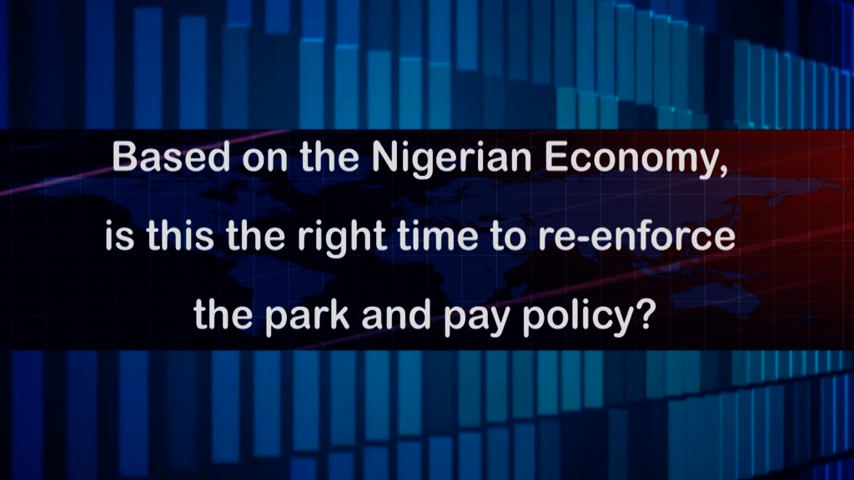 Based on the Nigerian Economy,
is this the right time to re-enforce
the park and pay policy?